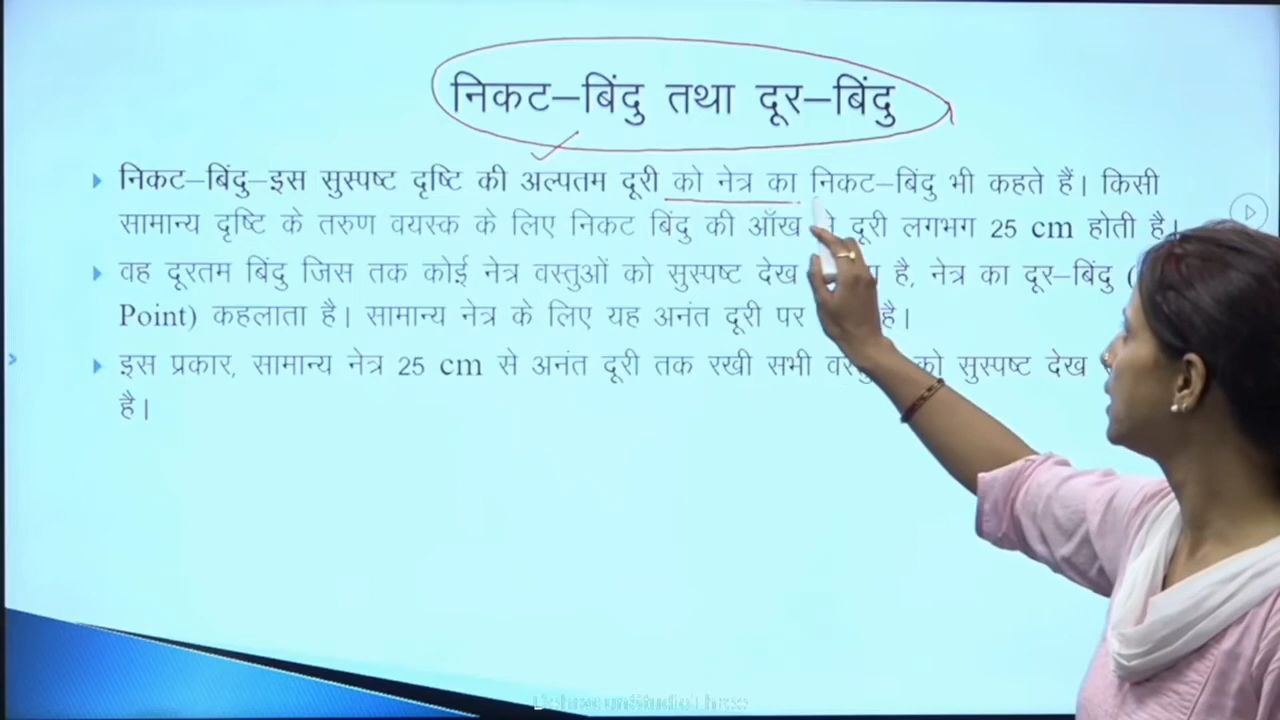 निकट–बिंदु तथा दूर–बिंदु
निकट–बिंदु–इस सुस्पष्ट दृष्टि की अल्पतम दूरी को नेत्र का निकट–बिंदु भी कहते हैं। किसी
सामान्य दृष्टि के तरुण वयस्क के लिए निकट बिंदु की आँख दूरी लगभग 25 cm होती है।
वह दूरतम बिंदु जिस तक कोई नेत्र वस्तुओं को सुस्पष्ट देख है, नेत्र का दूर–बिंदु (
Point) कहलाता है। सामान्य नेत्र के लिए यह अनंत दूरी पर है।
इस प्रकार, सामान्य नेत्र 25 cm से अनंत दूरी तक रखी सभी को सुस्पष्ट देख
है।